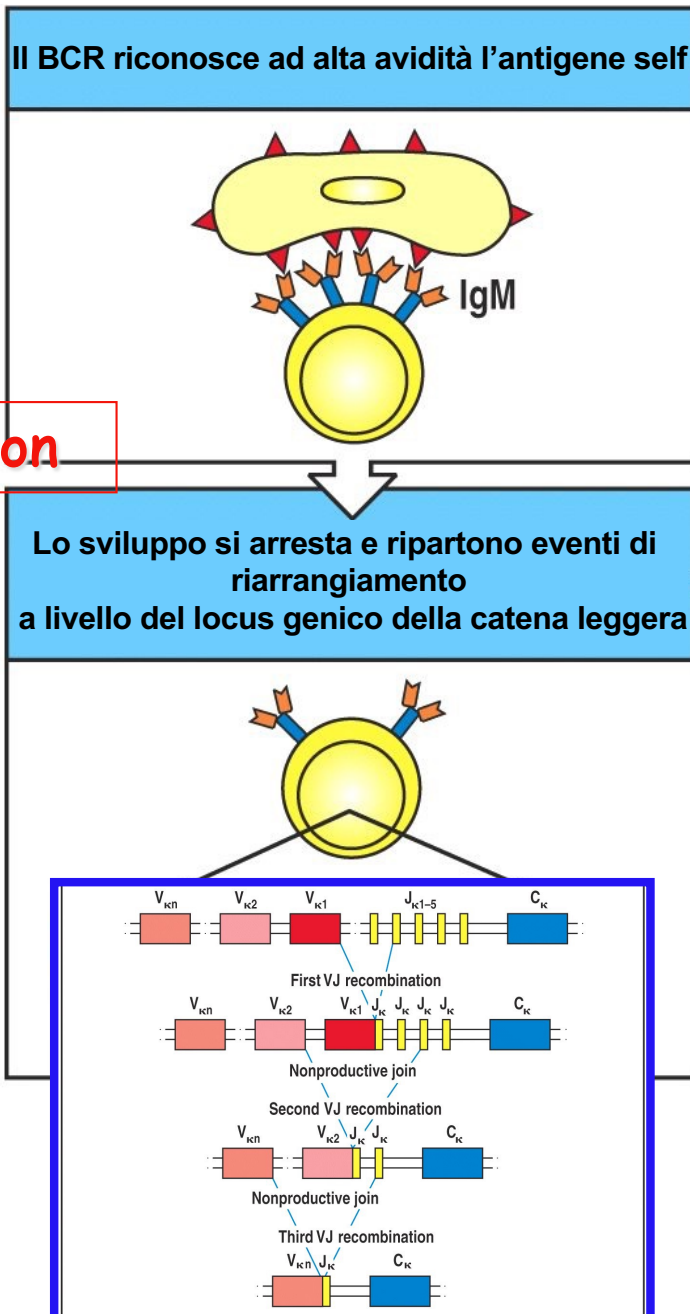 Il BCR riconosce ad alta avidità l'antigene self
IgM
on
Lo sviluppo si arresta e ripartono eventi di
riarrangiamento
a livello del locus genico della catena leggera
Vκn Vκ2 Vκ1 Jκ1–5 Cκ
First VJ recombination
Vκn Vκ2 Vκ1 Jκ Jκ Jκ Jκ Cκ
Nonproductive join
Second VJ recombination
Vκn Vκ2 Jκ Jκ Cκ
Nonproductive join
Third VJ recombination
Vκn Jκ Cκ